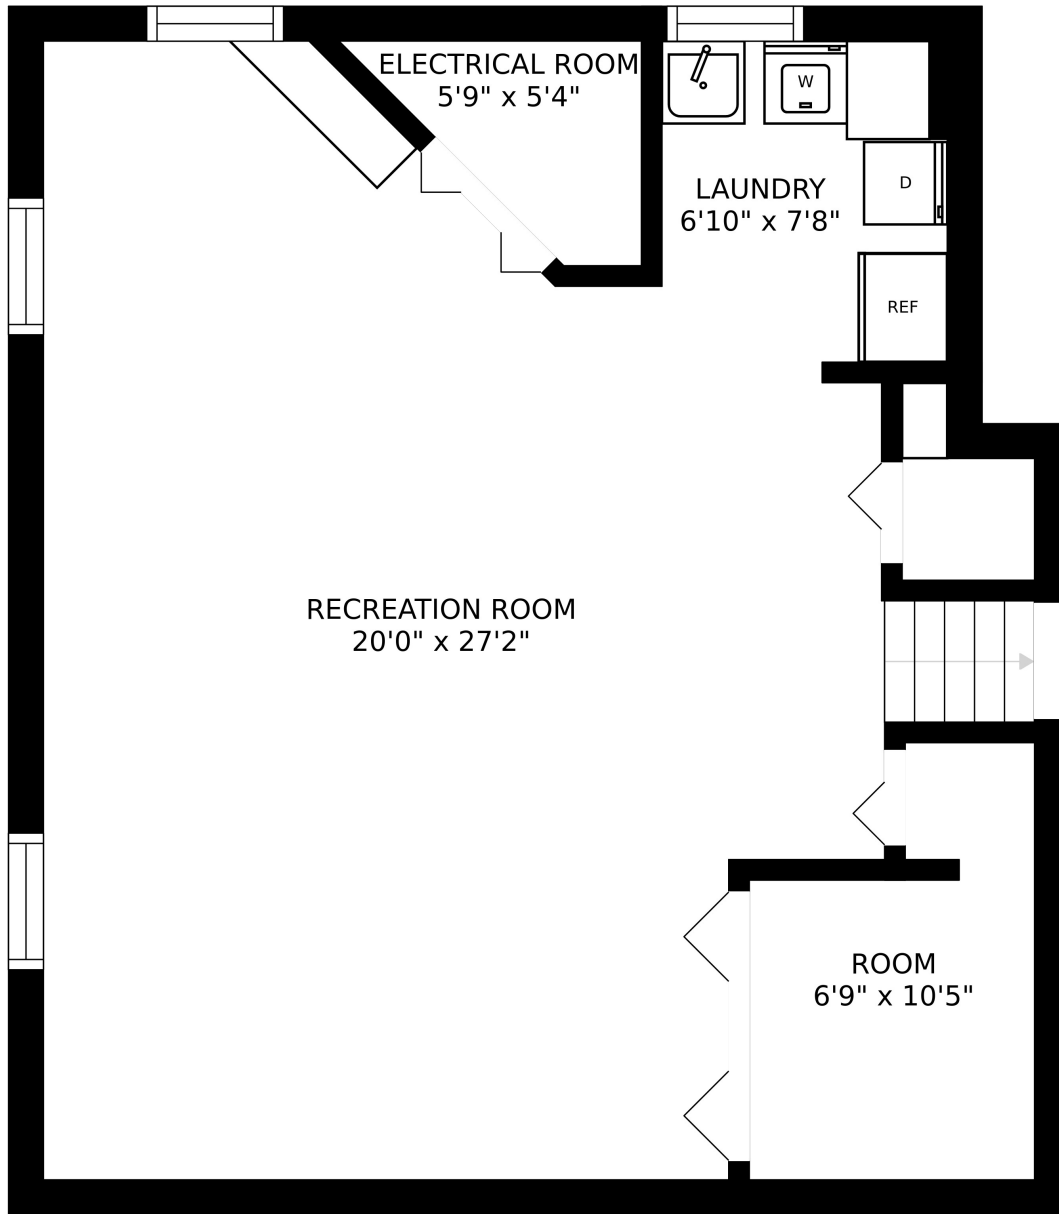 ELECTRICAL ROOM
5'9" x 5'4"
W
D
LAUNDRY
6'10" x 7'8"
REF
RECREATION ROOM
20'0" x 27'2"
ROOM
6'9" x 10'5"